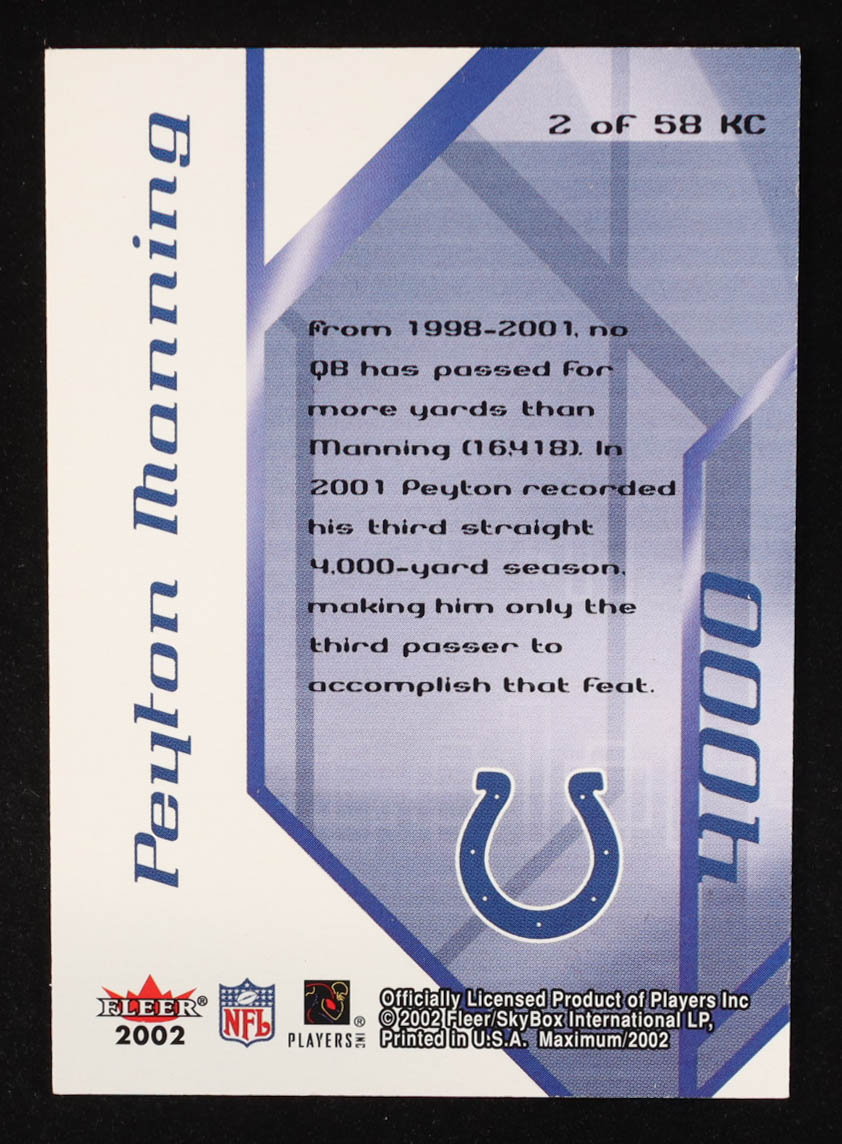 2 of 58 KC
Peyton Manning
From 1998-2001, no
QB has passed for
more yards than
Manning (16,418). In
2001 Peyton recorded
his third straight
4,000-yard season,
making him only the
third passer to
accomplish that feat.
4000
FLEER®
2002
NFL
PLAYERS INC ®
Officially Licensed Product of Players Inc
© 2002 Fleer/SkyBox International LP,
Printed in U.S.A. Maximum/2002